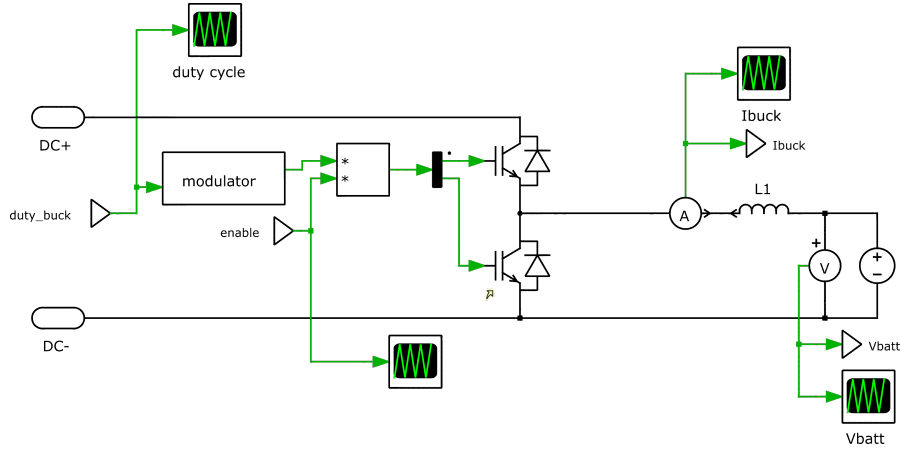 duty cycle
Ibuck
DC+
Ibuck
modulator
*
*
L1
duty_buck
enable
A
+
V
+
−
DC-
Vbatt
Vbatt